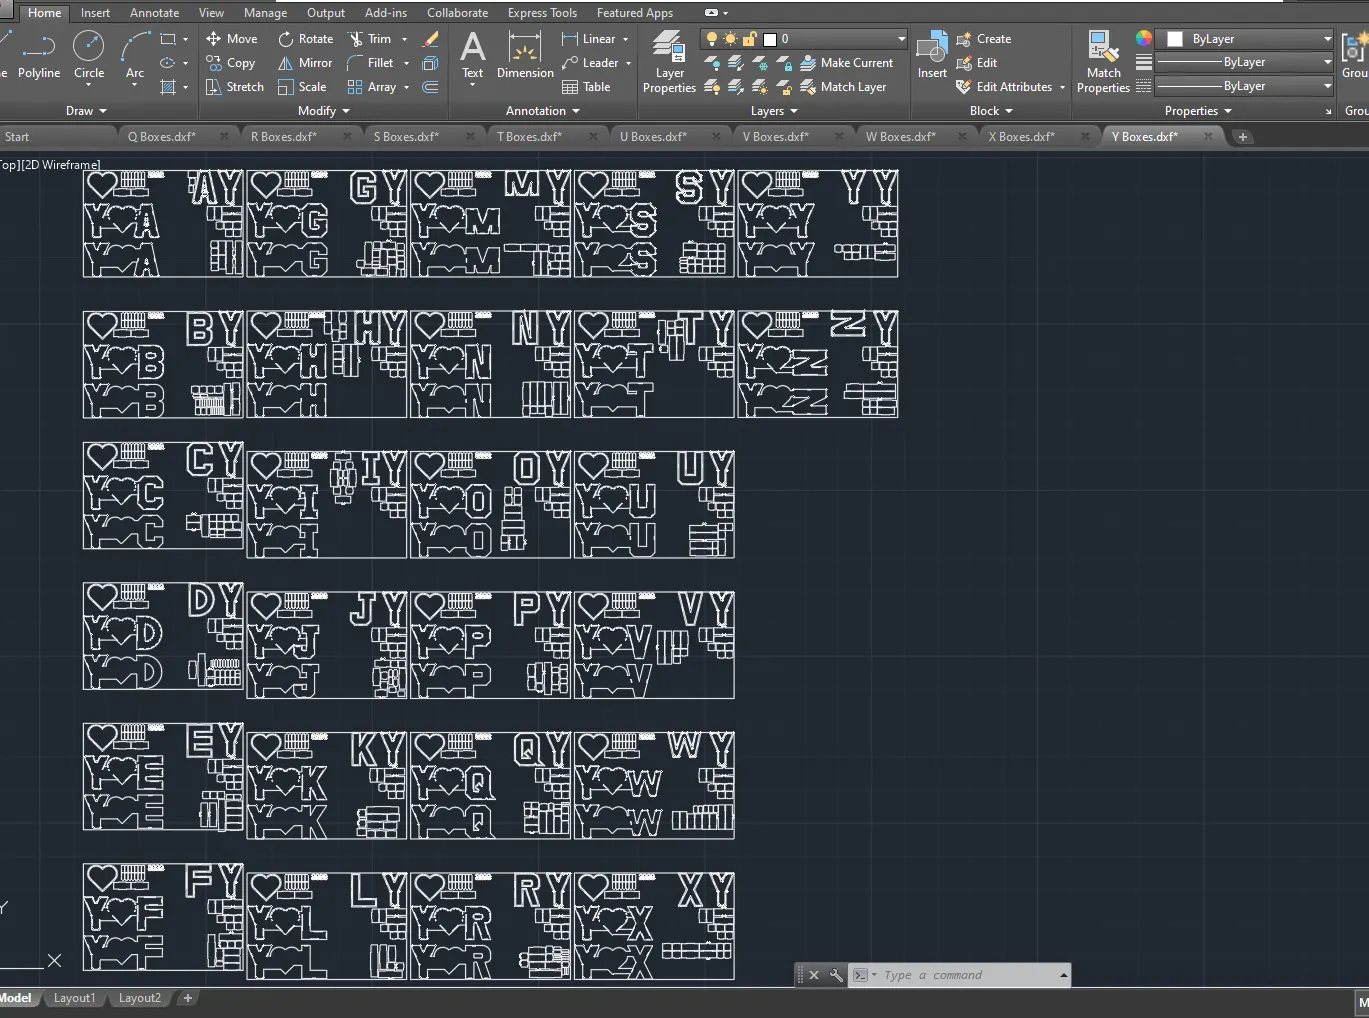 Home Insert Annotate View Manage Output Add-ins Collaborate Express Tools Featured Apps
Move Rotate Trim Linear 0 Create ByLayer
Polyline Circle Arc Copy Mirror Fillet Text Dimension Leader Layer Properties Make Current Insert Edit Match Properties ByLayer
Stretch Scale Array Table Match Layer Edit Attributes ByLayer
Draw Modify Annotation Layers Block Properties
Start Q Boxes.dxf* R Boxes.dxf* S Boxes.dxf* T Boxes.dxf* U Boxes.dxf* V Boxes.dxf* W Boxes.dxf* X Boxes.dxf* Y Boxes.dxf*
[2D Wireframe]
AY GY MY SY YY
Y A Y G Y M Y S Y Y
Y A Y G Y M Y S Y Y
BY HY NY TY ZY
Y B Y H Y N Y T Y Z
Y B Y H Y N Y T Y Z
CY IY OY UY
Y C Y I Y O Y U
Y C Y I Y O Y U
DY JY PY VY
Y D Y J Y P Y V
Y D Y J Y P Y V
EY KY QY WY
Y E Y K Y Q Y W
Y E Y K Y Q Y W
FY LY RY XY
Y F Y L Y R Y X
Y F Y L Y R Y X
Y
X
Type a command
Model Layout1 Layout2